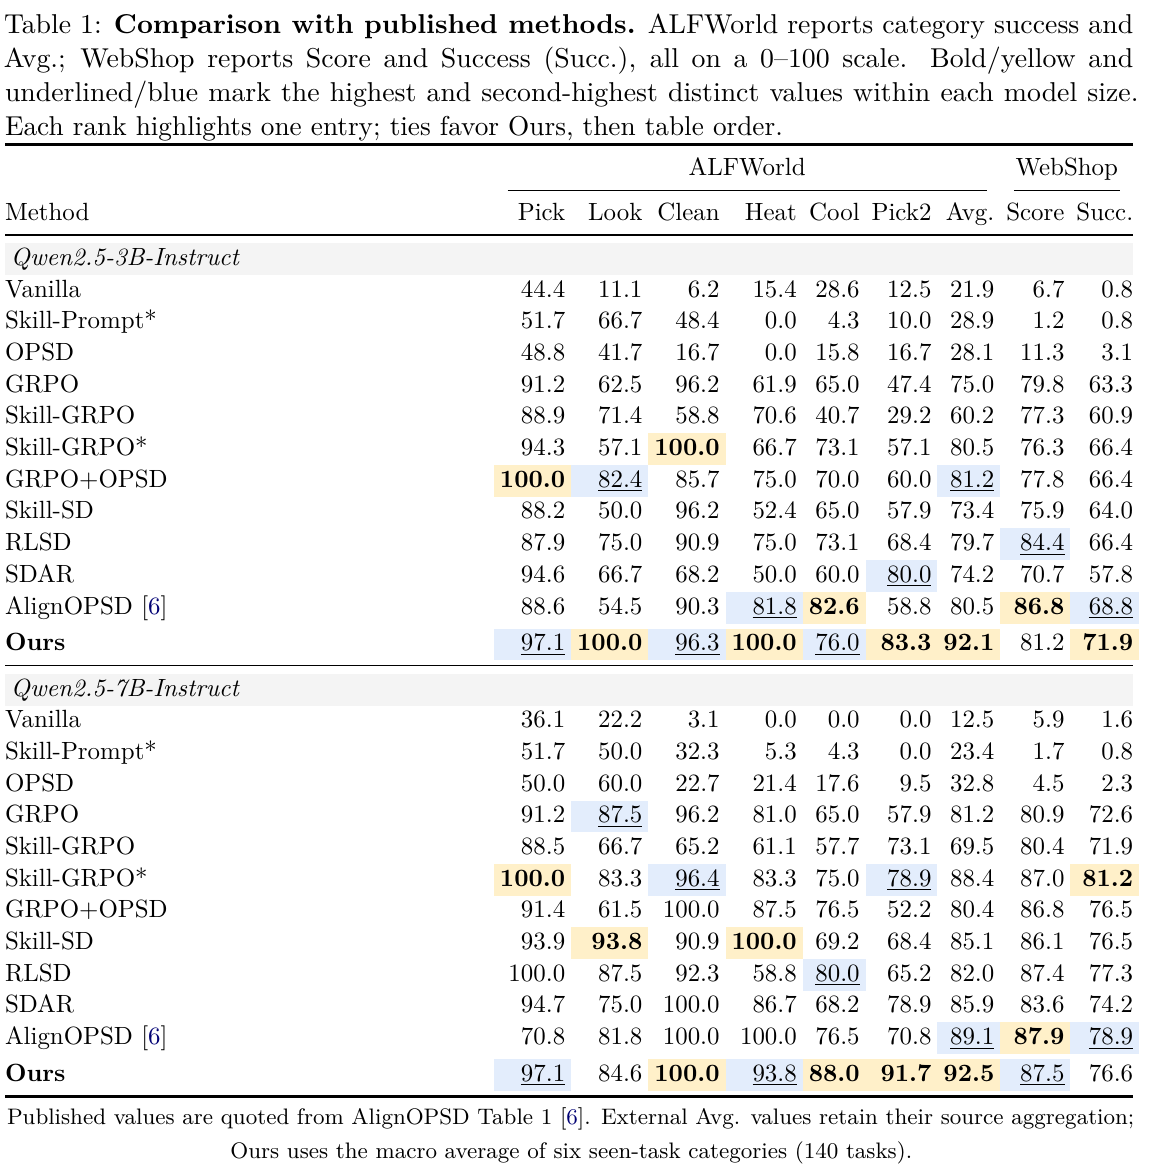 Table 1: Comparison with published methods. ALFWorld reports category success and
Avg.; WebShop reports Score and Success (Succ.), all on a 0–100 scale. Bold/yellow and
underlined/blue mark the highest and second-highest distinct values within each model size.
Each rank highlights one entry; ties favor Ours, then table order.
ALFWorld WebShop
Method Pick Look Clean Heat Cool Pick2 Avg. Score Succ.
Qwen2.5-3B-Instruct
Vanilla 44.4 11.1 6.2 15.4 28.6 12.5 21.9 6.7 0.8
Skill-Prompt* 51.7 66.7 48.4 0.0 4.3 10.0 28.9 1.2 0.8
OPSD 48.8 41.7 16.7 0.0 15.8 16.7 28.1 11.3 3.1
GRPO 91.2 62.5 96.2 61.9 65.0 47.4 75.0 79.8 63.3
Skill-GRPO 88.9 71.4 58.8 70.6 40.7 29.2 60.2 77.3 60.9
Skill-GRPO* 94.3 57.1 100.0 66.7 73.1 57.1 80.5 76.3 66.4
GRPO+OPSD 100.0 82.4 85.7 75.0 70.0 60.0 81.2 77.8 66.4
Skill-SD 88.2 50.0 96.2 52.4 65.0 57.9 73.4 75.9 64.0
RLSD 87.9 75.0 90.9 75.0 73.1 68.4 79.7 84.4 66.4
SDAR 94.6 66.7 68.2 50.0 60.0 80.0 74.2 70.7 57.8
AlignOPSD [6] 88.6 54.5 90.3 81.8 82.6 58.8 80.5 86.8 68.8
Ours 97.1 100.0 96.3 100.0 76.0 83.3 92.1 81.2 71.9
Qwen2.5-7B-Instruct
Vanilla 36.1 22.2 3.1 0.0 0.0 0.0 12.5 5.9 1.6
Skill-Prompt* 51.7 50.0 32.3 5.3 4.3 0.0 23.4 1.7 0.8
OPSD 50.0 60.0 22.7 21.4 17.6 9.5 32.8 4.5 2.3
GRPO 91.2 87.5 96.2 81.0 65.0 57.9 81.2 80.9 72.6
Skill-GRPO 88.5 66.7 65.2 61.1 57.7 73.1 69.5 80.4 71.9
Skill-GRPO* 100.0 83.3 96.4 83.3 75.0 78.9 88.4 87.0 81.2
GRPO+OPSD 91.4 61.5 100.0 87.5 76.5 52.2 80.4 86.8 76.5
Skill-SD 93.9 93.8 90.9 100.0 69.2 68.4 85.1 86.1 76.5
RLSD 100.0 87.5 92.3 58.8 80.0 65.2 82.0 87.4 77.3
SDAR 94.7 75.0 100.0 86.7 68.2 78.9 85.9 83.6 74.2
AlignOPSD [6] 70.8 81.8 100.0 100.0 76.5 70.8 89.1 87.9 78.9
Ours 97.1 84.6 100.0 93.8 88.0 91.7 92.5 87.5 76.6
Published values are quoted from AlignOPSD Table 1 [6]. External Avg. values retain their source aggregation;
Ours uses the macro average of six seen-task categories (140 tasks).